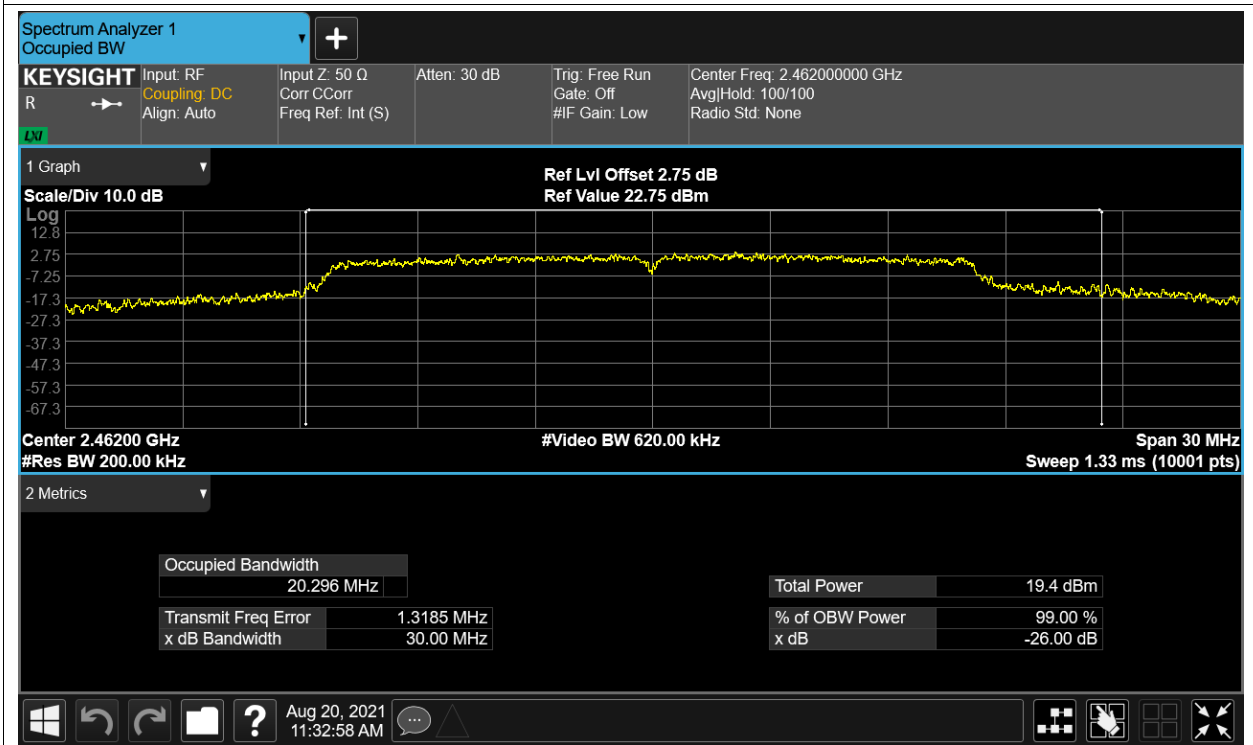 Spectrum Analyzer 1
Occupied BW
KEYSIGHT
R
LXI
Input: RF
Coupling: DC
Align: Auto
Input Z: 50 Ω
Corr CCorr
Freq Ref: Int (S)
Atten: 30 dB
Trig: Free Run
Gate: Off
#IF Gain: Low
Center Freq: 2.462000000 GHz
Avg|Hold: 100/100
Radio Std: None
1 Graph
Scale/Div 10.0 dB
Ref Lvl Offset 2.75 dB
Ref Value 22.75 dBm
Log
12.8
2.75
-7.25
-17.3
-27.3
-37.3
-47.3
-57.3
-67.3
Center 2.46200 GHz
#Video BW 620.00 kHz
Span 30 MHz
#Res BW 200.00 kHz
Sweep 1.33 ms (10001 pts)
2 Metrics
Occupied Bandwidth
20.296 MHz
Transmit Freq Error 1.3185 MHz
x dB Bandwidth 30.00 MHz
Total Power 19.4 dBm
% of OBW Power 99.00 %
x dB -26.00 dB
?
Aug 20, 2021
11:32:58 AM